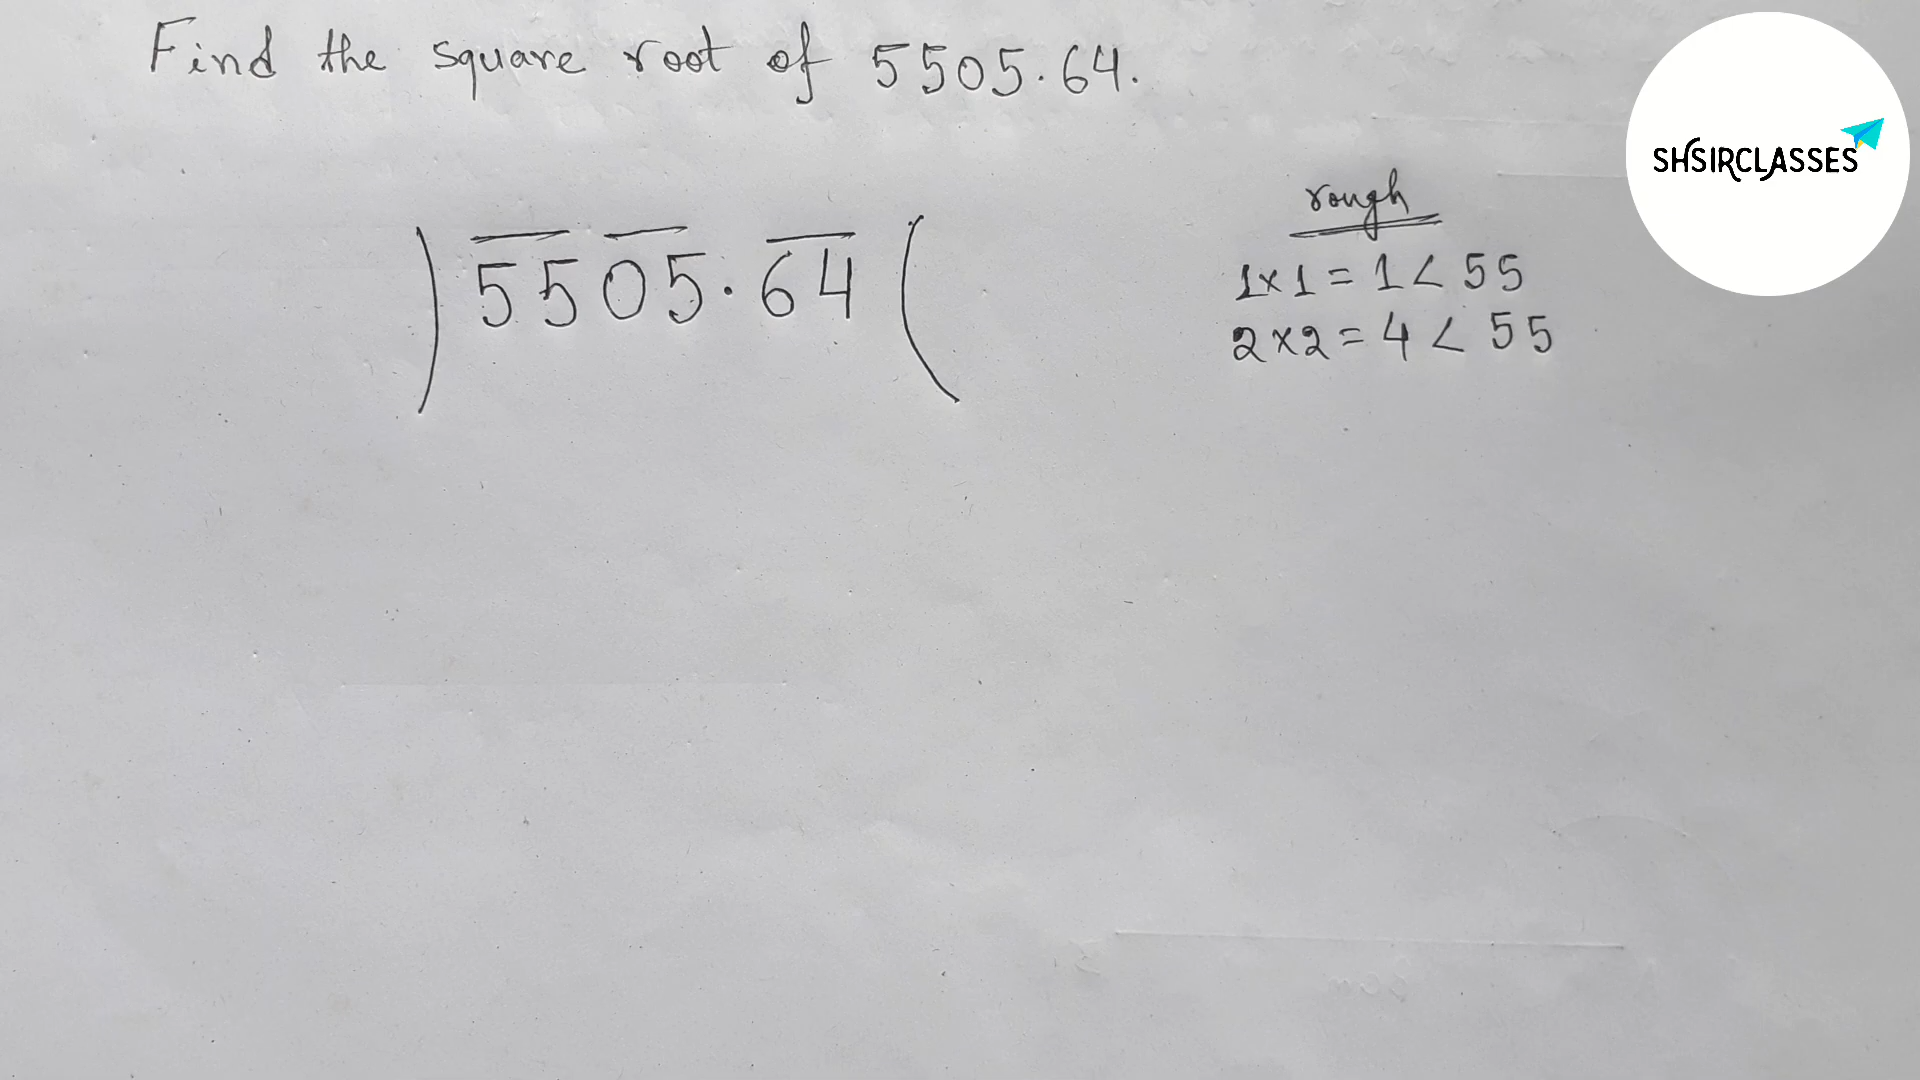 Find the square root of 5505.64.
SHSIRCLASSES
rough
) 5505.64 (
1×1=1<55
2×2=4<55